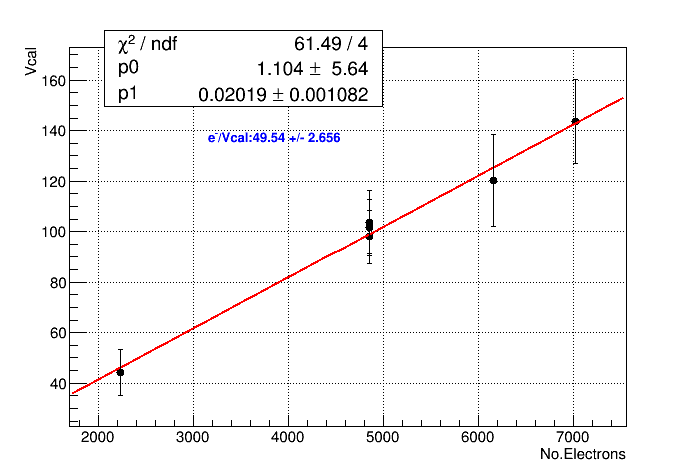 Vcal
χ² / ndf 61.49 / 4
p0 1.104 ± 5.64
p1 0.02019 ± 0.001082
e⁻/Vcal:49.54 +/- 2.656
160
140
120
100
80
60
40
2000 3000 4000 5000 6000 7000
No.Electrons